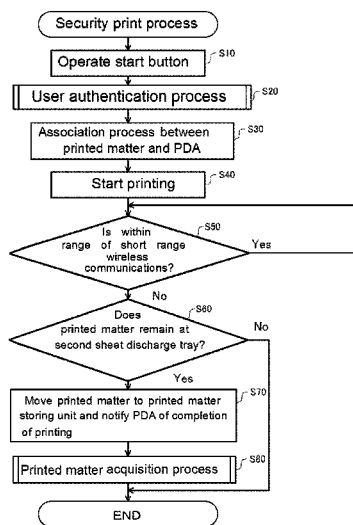 Security print process
S10
Operate start button
S20
User authentication process
S30
Association process between
printed matter and PDA
S40
Start printing
S50
Is within
range of short range
wireless
communications?
Yes
No
S60
Does
printed matter remain at
second sheet discharge tray?
No
Yes
S70
Move printed matter to printed matter
storing unit and notify PDA of completion
of printing
S80
Printed matter acquisition process
END